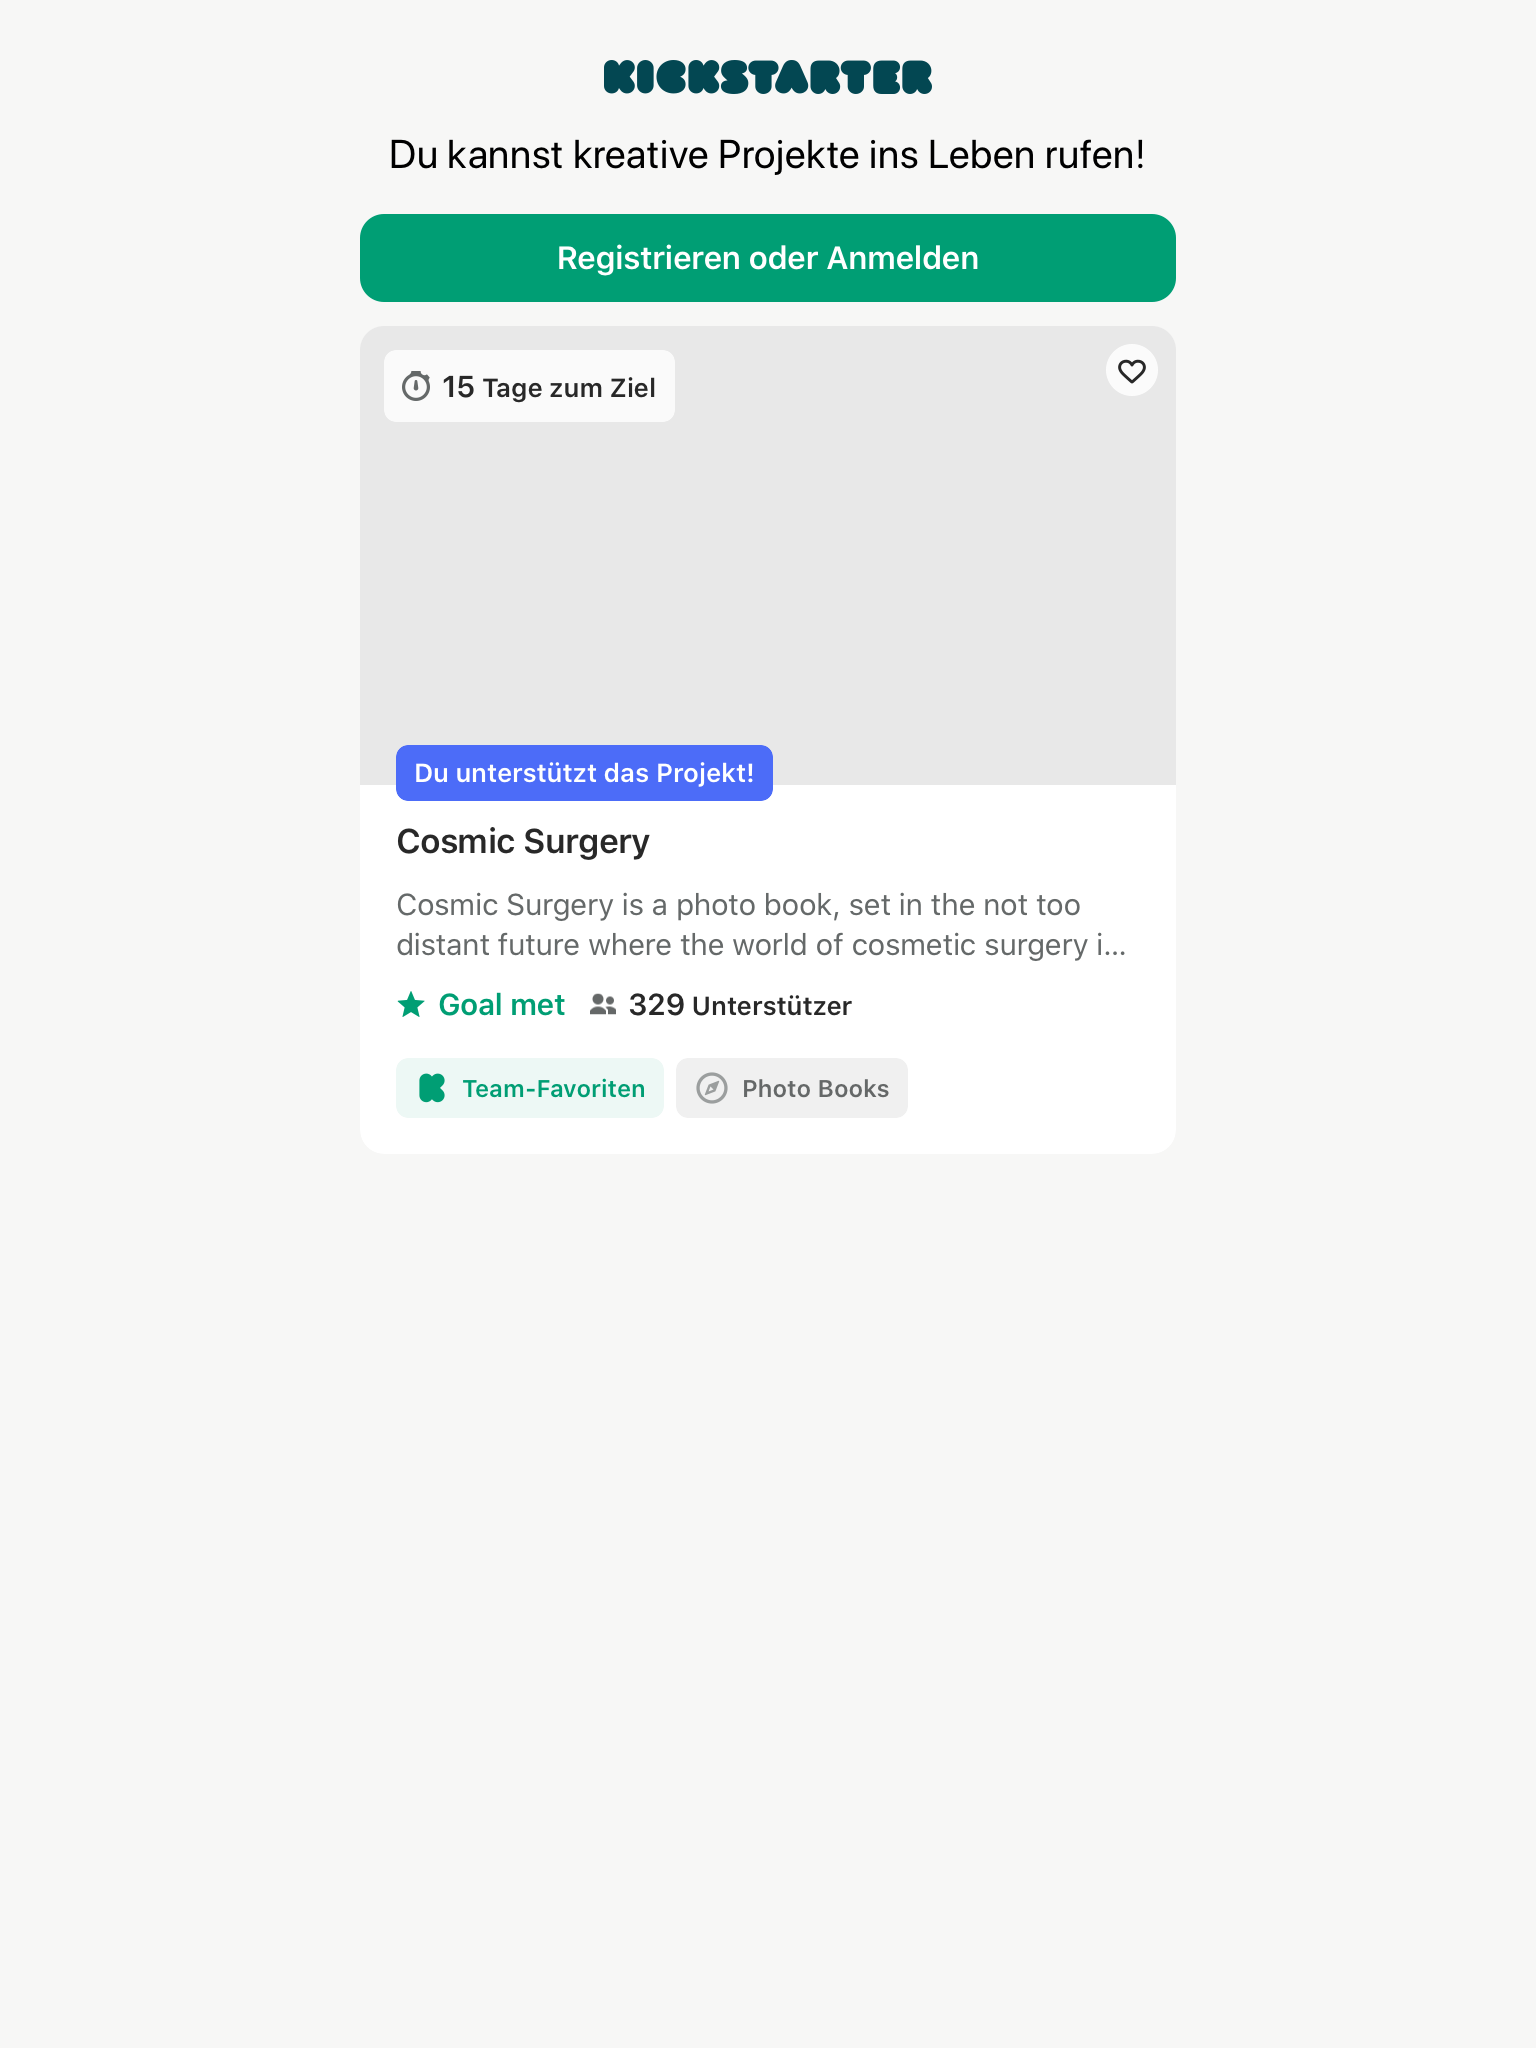 KICKSTARTER
Du kannst kreative Projekte ins Leben rufen!
Registrieren oder Anmelden
15 Tage zum Ziel
Du unterstützt das Projekt!
Cosmic Surgery
Cosmic Surgery is a photo book, set in the not too
distant future where the world of cosmetic surgery i...
Goal met 329 Unterstützer
Team-Favoriten Photo Books